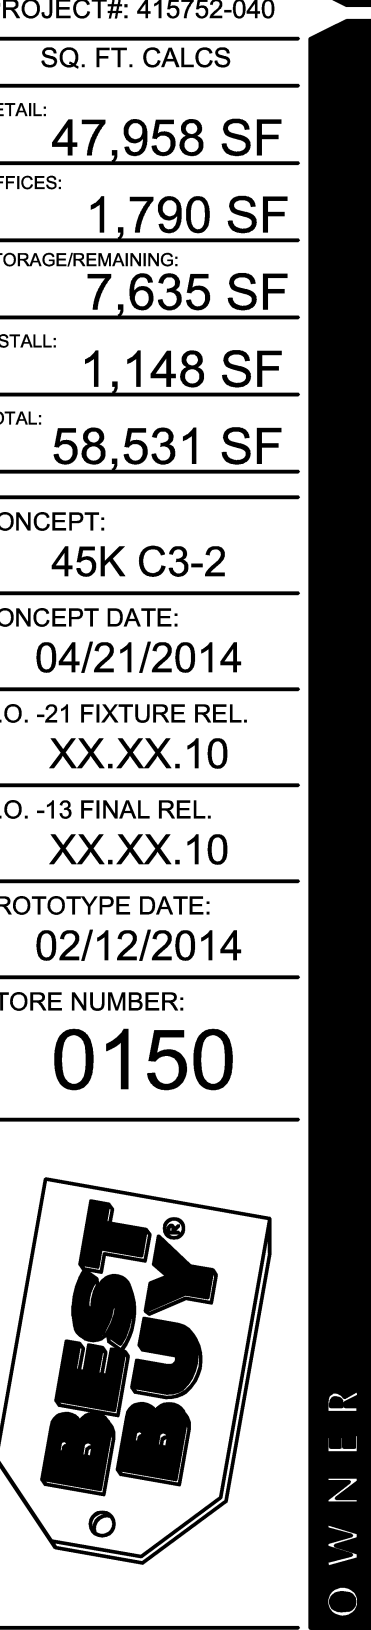 PROJECT#: 415752-040
SQ. FT. CALCS
ETAIL:
47,958 SF
FFICES:
1,790 SF
TORAGE/REMAINING:
7,635 SF
STALL:
1,148 SF
OTAL:
58,531 SF
ONCEPT:
45K C3-2
ONCEPT DATE:
04/21/2014
.O. -21 FIXTURE REL.
XX.XX.10
.O. -13 FINAL REL.
XX.XX.10
ROTOTYPE DATE:
02/12/2014
TORE NUMBER:
0150
BEST
BUY®
OWNER